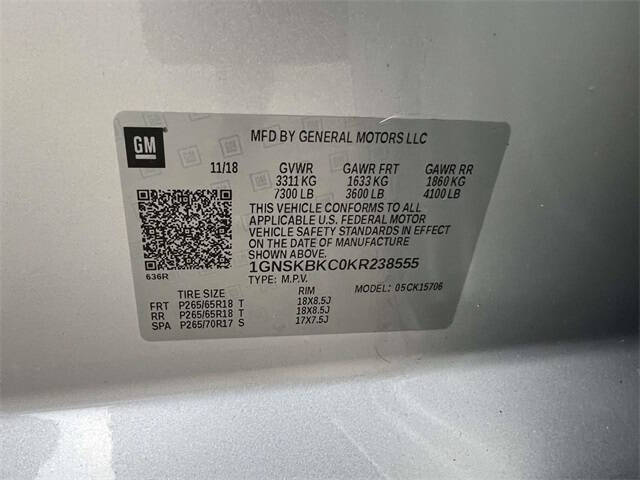 GM
MFD BY GENERAL MOTORS LLC
11/18 GVWR GAWR FRT GAWR RR
3311 KG 1633 KG 1860 KG
7300 LB 3600 LB 4100 LB
THIS VEHICLE CONFORMS TO ALL
APPLICABLE U.S. FEDERAL MOTOR
VEHICLE SAFETY STANDARDS IN EFFECT
ON THE DATE OF MANUFACTURE
SHOWN ABOVE.
1GNSKBKC0KR238555
636R
TYPE: M.P.V. MODEL: 05CK15706
TIRE SIZE RIM
FRT P265/65R18 T 18X8.5J
RR P265/65R18 T 18X8.5J
SPA P265/70R17 S 17X7.5J